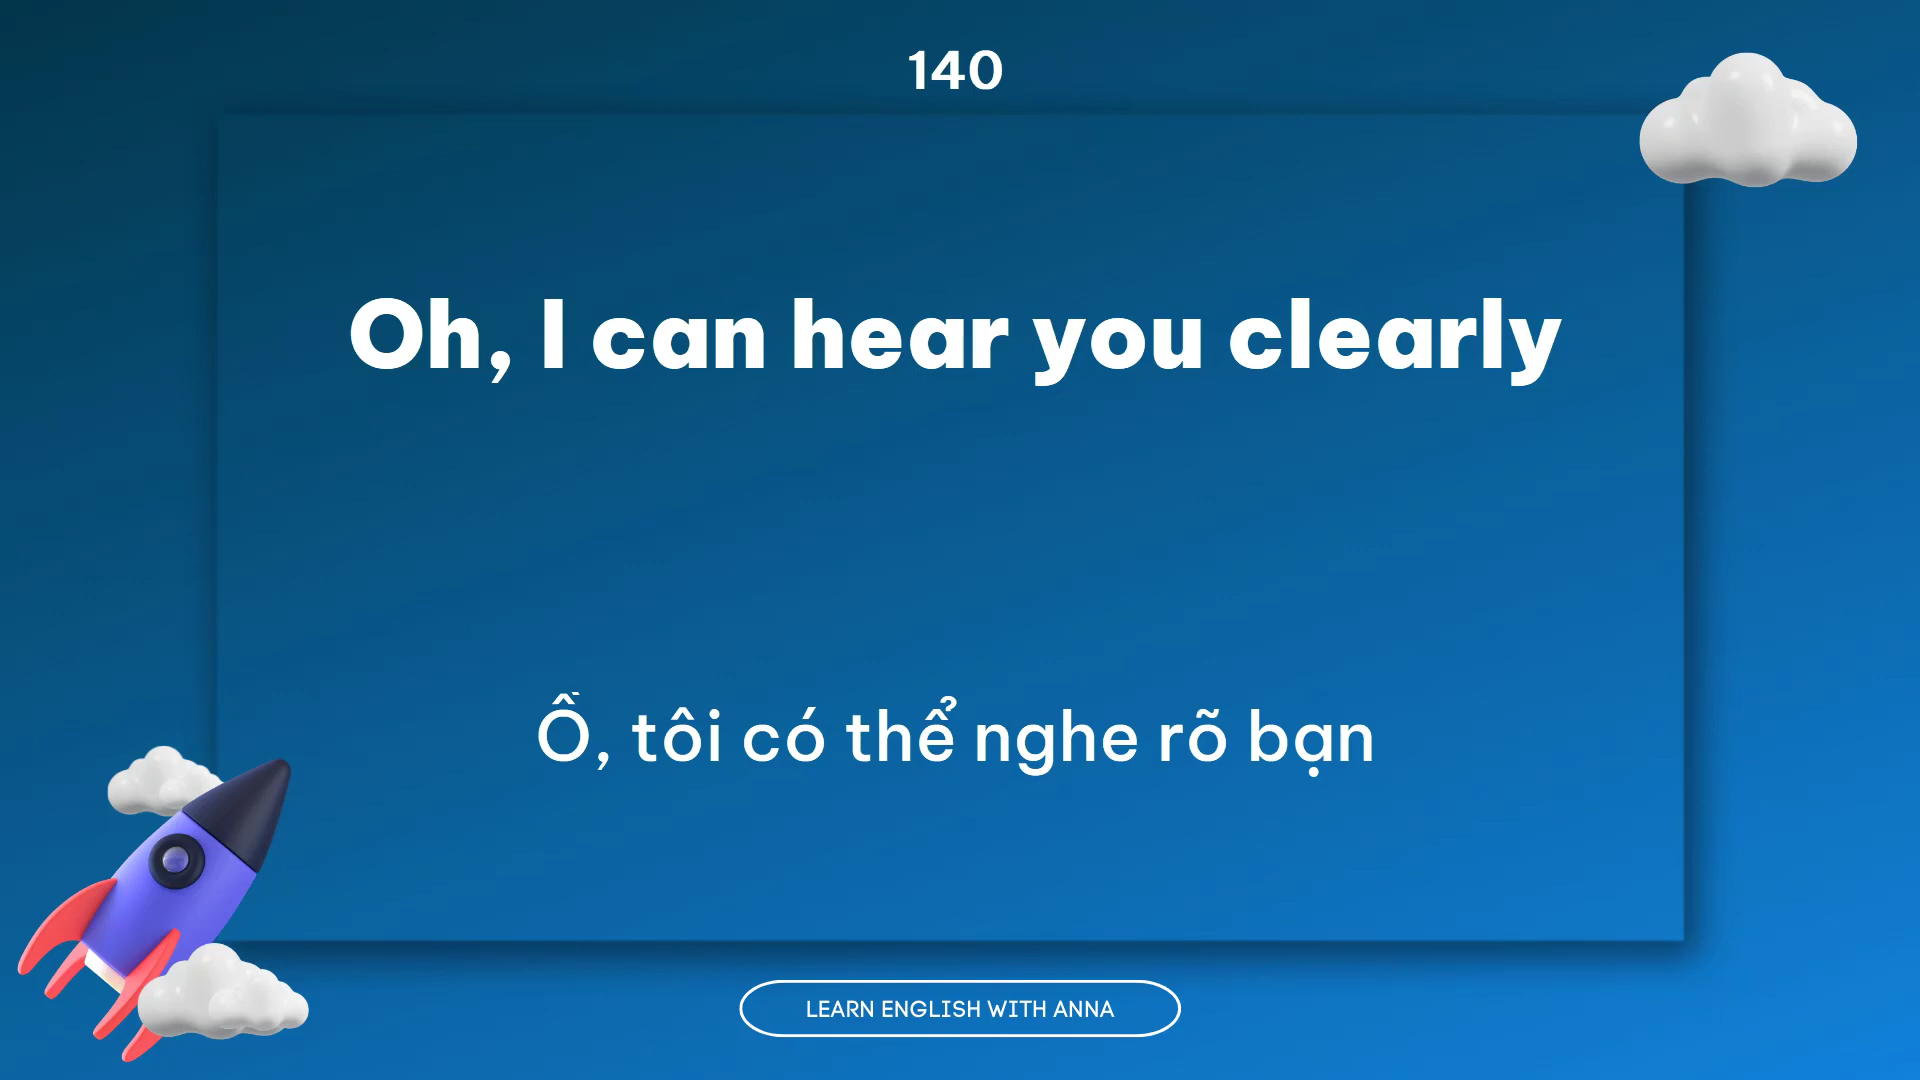 140
Oh, I can hear you clearly
Ồ, tôi có thể nghe rõ bạn
LEARN ENGLISH WITH ANNA